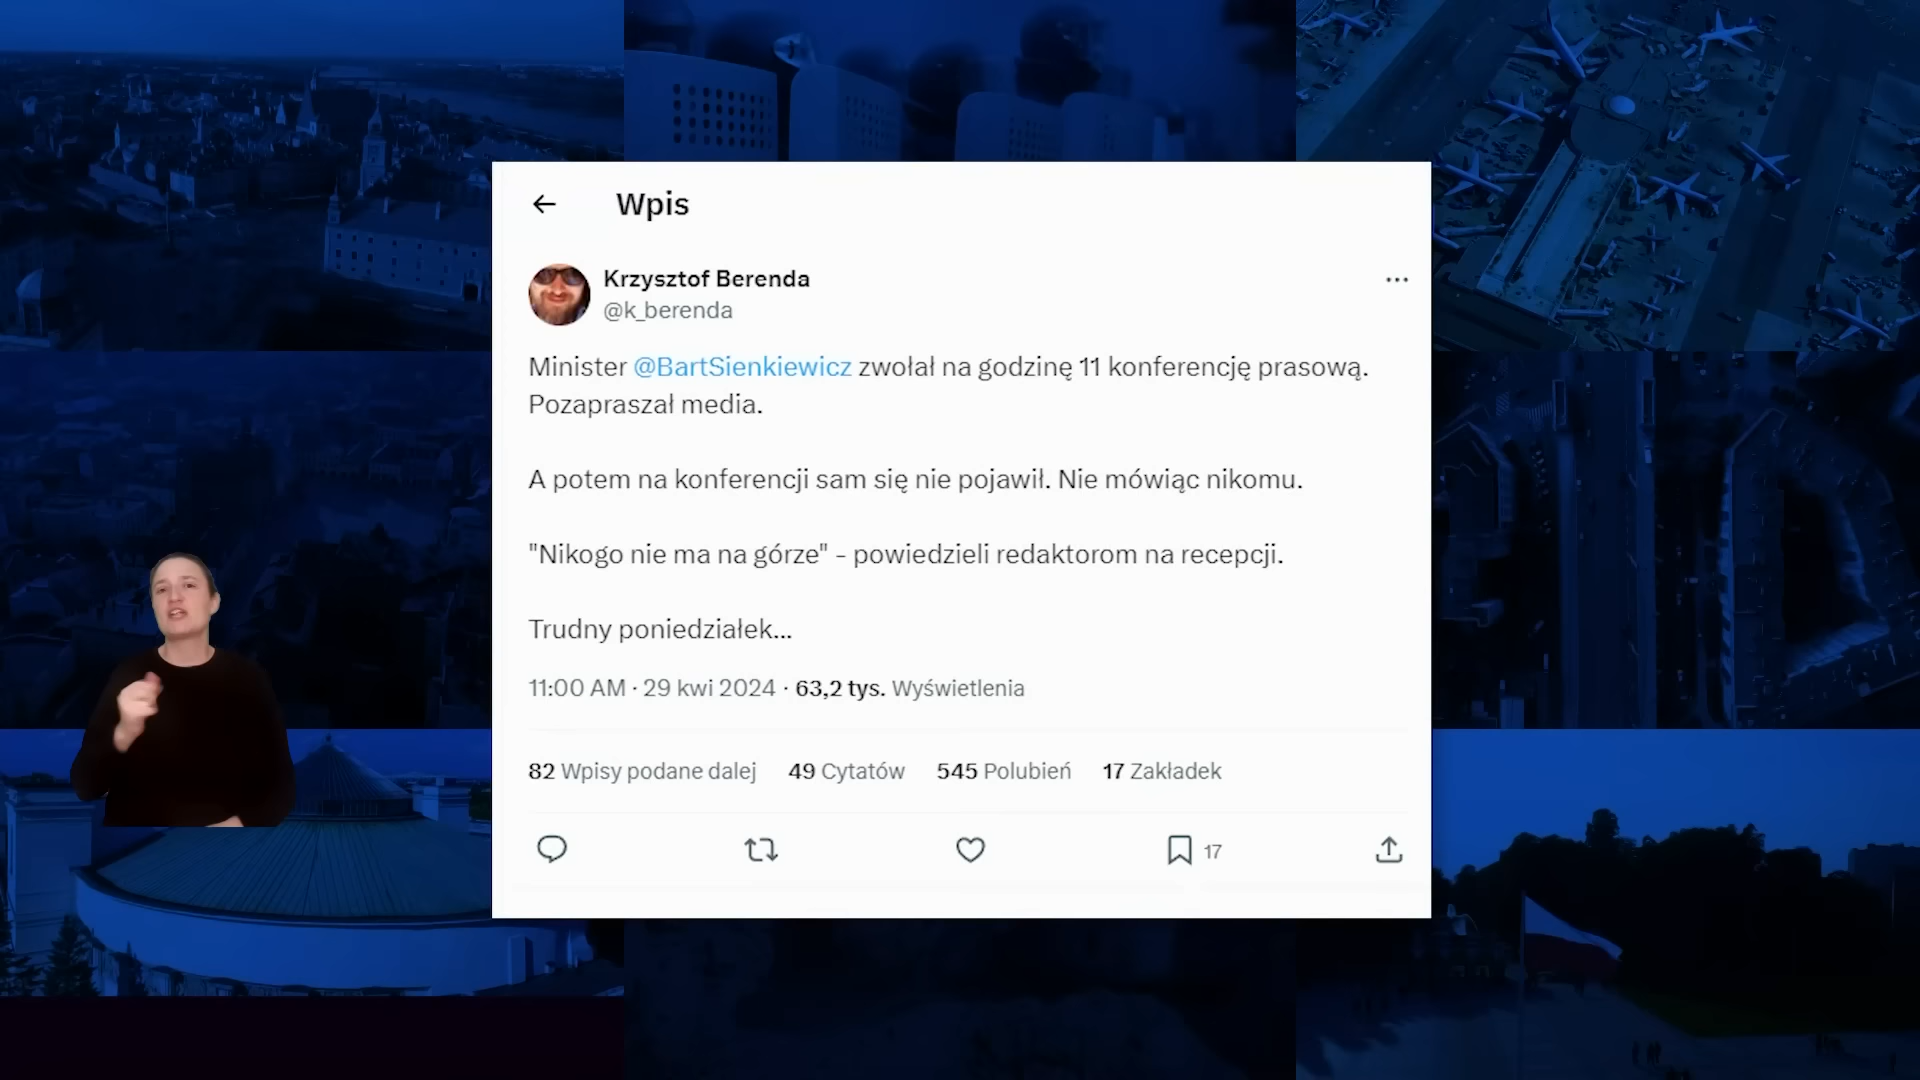 Wpis
Krzysztof Berenda
@k_berenda
Minister @BartSienkiewicz zwołał na godzinę 11 konferencję prasową.
Pozapraszał media.
A potem na konferencji sam się nie pojawił. Nie mówiąc nikomu.
"Nikogo nie ma na górze" - powiedzieli redaktorom na recepcji.
Trudny poniedziałek...
11:00 AM · 29 kwi 2024 · 63,2 tys. Wyświetlenia
82 Wpisy podane dalej 49 Cytatów 545 Polubień 17 Zakładek
17